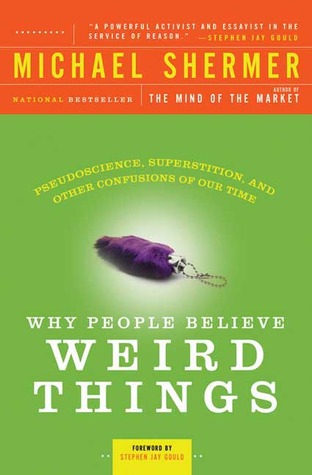 "A POWERFUL ACTIVIST AND ESSAYIST IN THE
SERVICE OF REASON." —STEPHEN JAY GOULD
MICHAEL SHERMER
NATIONAL BESTSELLER
AUTHOR OF
THE MIND OF THE MARKET
PSEUDOSCIENCE, SUPERSTITION, AND
OTHER CONFUSIONS OF OUR TIME
WHY PEOPLE BELIEVE
WEIRD
THINGS
FOREWORD BY
STEPHEN JAY GOULD